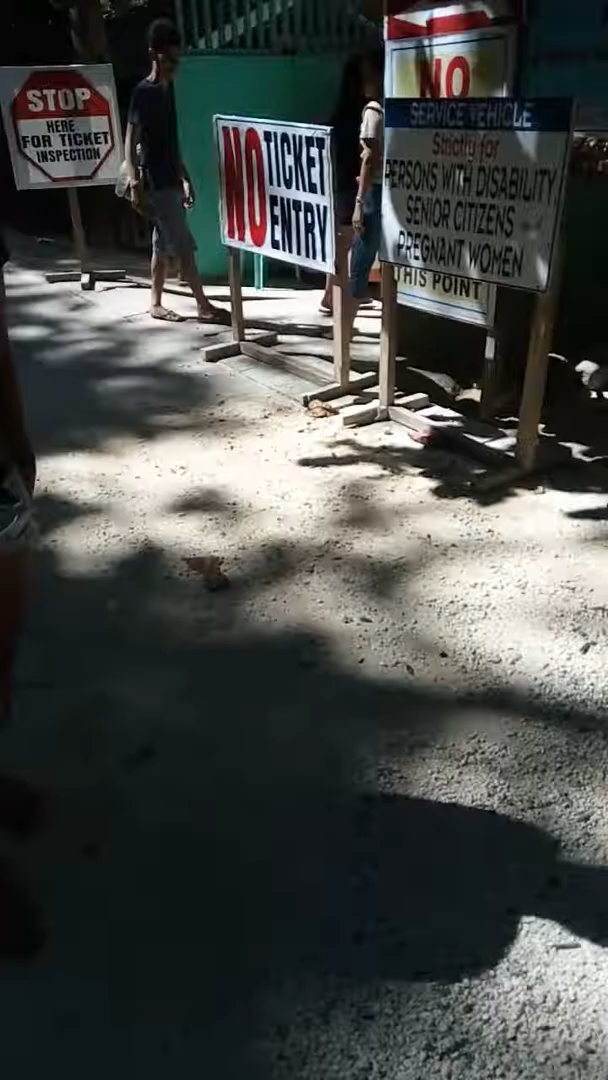 STOP
HERE
FOR TICKET
INSPECTION
NO TICKET
ENTRY
NO
SERVICE VEHICLE
Strictly for
PERSONS WITH DISABILITY
SENIOR CITIZENS
PREGNANT WOMEN
THIS POINT